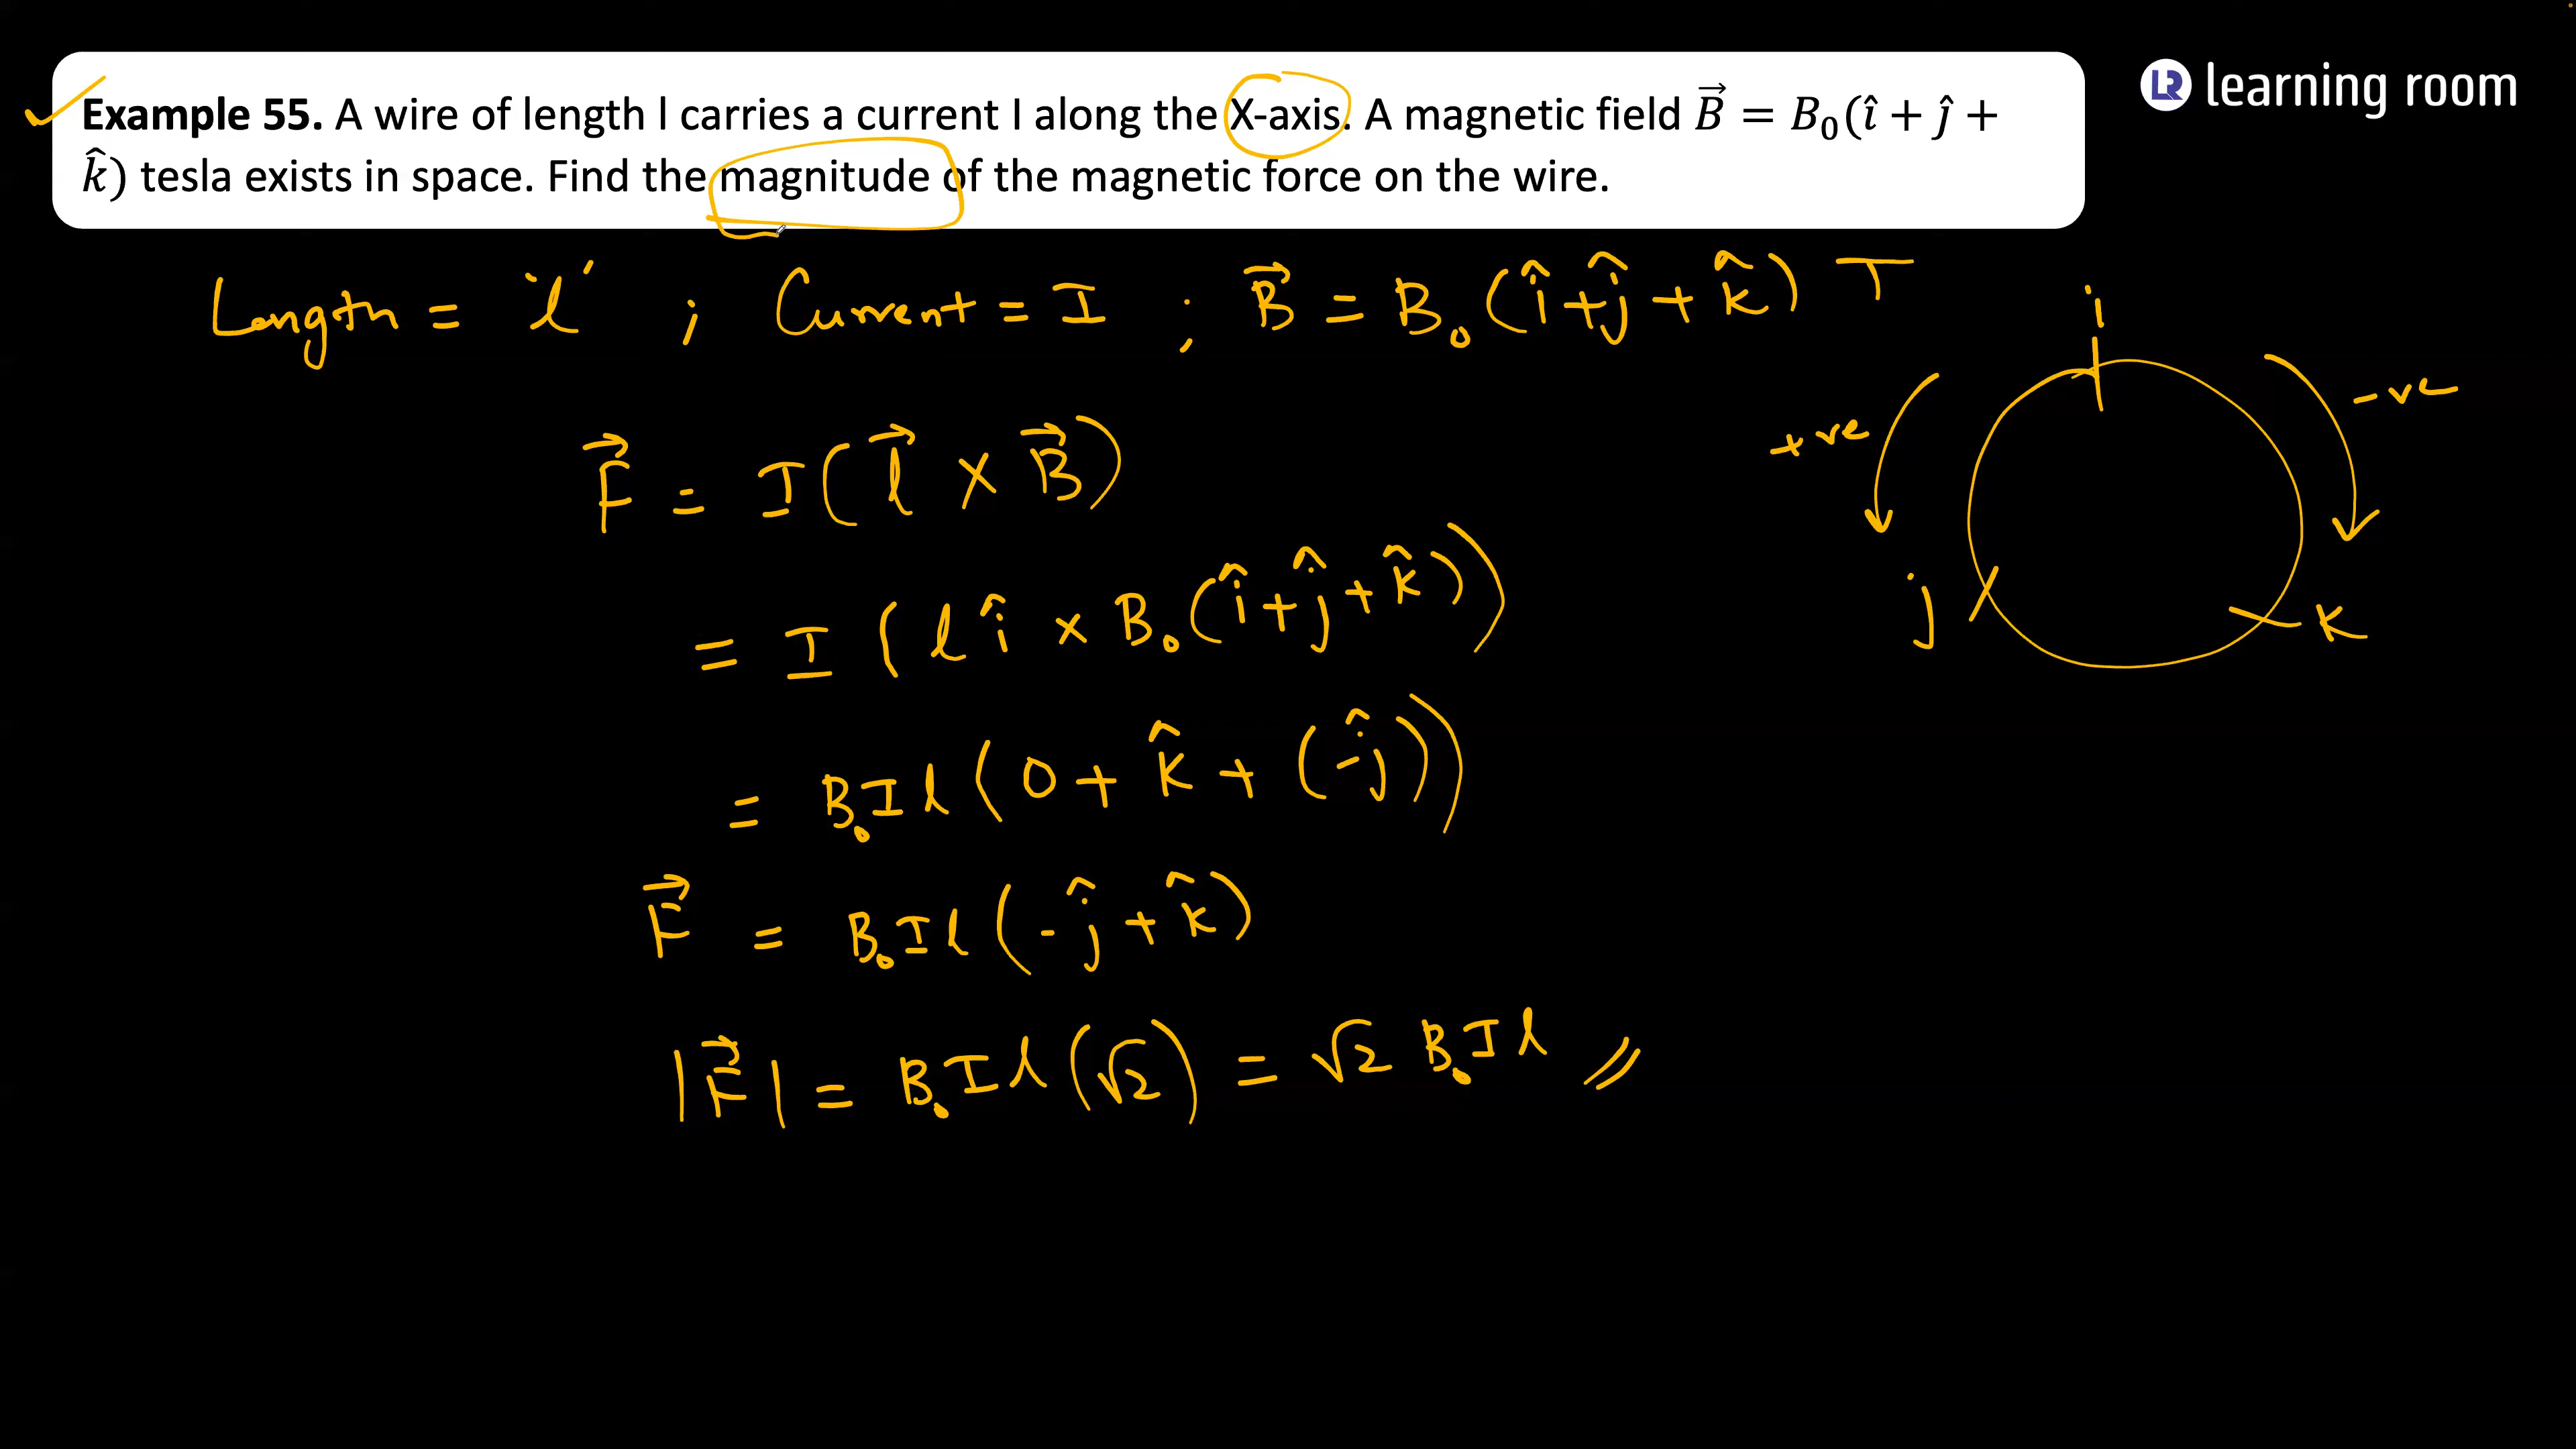 Example 55. A wire of length l carries a current I along the X-axis. A magnetic field B⃗ = B₀(î + ĵ +
k̂) tesla exists in space. Find the magnitude of the magnetic force on the wire.
LR learning room
Length = 'l' ; Current = I ; B⃗ = B₀(î + ĵ + k̂) T
F⃗ = I(l⃗ × B⃗)
= I(l î × B₀(î + ĵ + k̂))
= B₀Il(0 + k̂ + (-ĵ))
F⃗ = B₀Il(-ĵ + k̂)
|F⃗| = B₀Il(√2) = √2 B₀Il
i
+ve
-ve
j
k